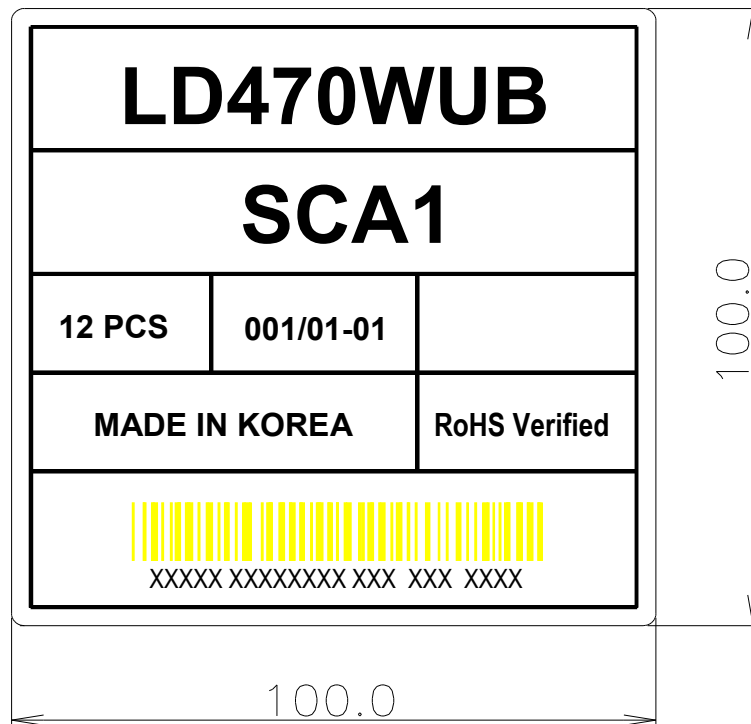 LD470WUB
SCA1
12 PCS
001/01-01
MADE IN KOREA
RoHS Verified
XXXXX XXXXXXXX XXX XXX XXXX
100.0
100.0